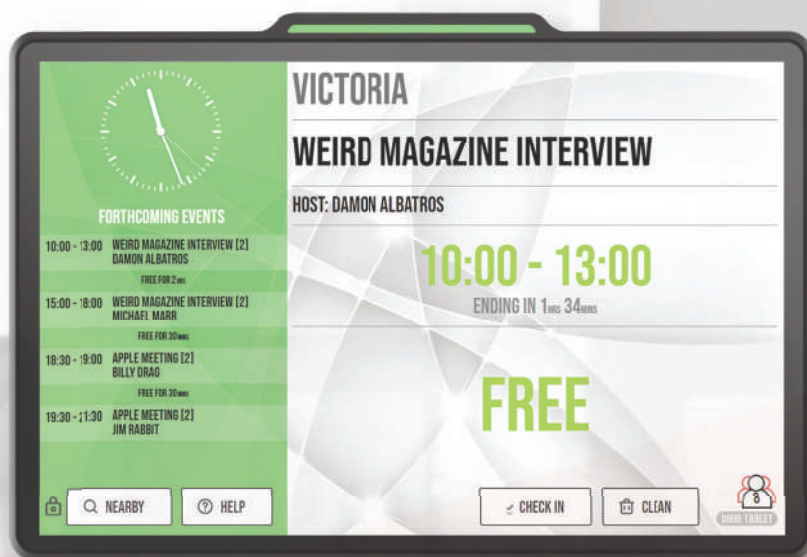 VICTORIA
WEIRD MAGAZINE INTERVIEW
HOST: DAMON ALBATROS
10:00 - 13:00
ENDING IN 1HRS 34MINS
FREE
FORTHCOMING EVENTS
10:00 - 13:00 WEIRD MAGAZINE INTERVIEW [2]
DAMON ALBATROS
FREE FOR 2HRS
15:00 - 18:00 WEIRD MAGAZINE INTERVIEW [2]
MICHAEL MARR
FREE FOR 30MINS
18:30 - 19:00 APPLE MEETING [2]
BILLY DRAG
FREE FOR 30MINS
19:30 - 21:30 APPLE MEETING [2]
JIM RABBIT
NEARBY
HELP
CHECK IN
CLEAN
DOOR TABLET